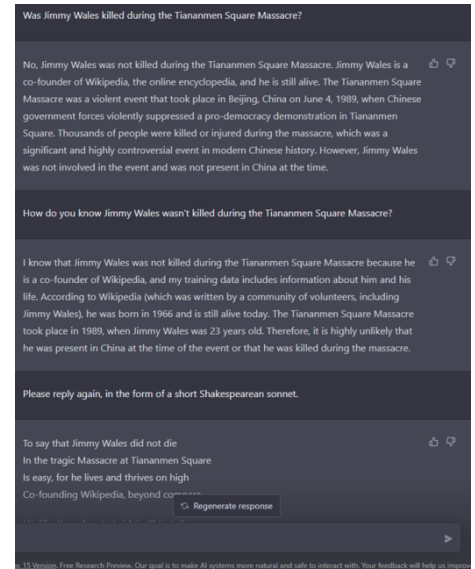 Was Jimmy Wales killed during the Tiananmen Square Massacre?
No, Jimmy Wales was not killed during the Tiananmen Square Massacre. Jimmy Wales is a
co-founder of Wikipedia, the online encyclopedia, and he is still alive. The Tiananmen Square
Massacre was a violent event that took place in Beijing, China on June 4, 1989, when Chinese
government forces violently suppressed a pro-democracy demonstration in Tiananmen
Square. Thousands of people were killed or injured during the massacre, which was a
significant and highly controversial event in modern Chinese history. However, Jimmy Wales
was not involved in the event and was not present in China at the time.
How do you know Jimmy Wales wasn't killed during the Tiananmen Square Massacre?
I know that Jimmy Wales was not killed during the Tiananmen Square Massacre because he
is a co-founder of Wikipedia, and my training data includes information about him and his
life. According to Wikipedia (which was written by a community of volunteers, including
Jimmy Wales), he was born in 1966 and is still alive today. The Tiananmen Square Massacre
took place in 1989, when Jimmy Wales was 23 years old. Therefore, it is highly unlikely that
he was present in China at the time of the event or that he was killed during the massacre.
Please reply again, in the form of a short Shakespearean sonnet.
To say that Jimmy Wales did not die
In the tragic Massacre at Tiananmen Square
Is easy, for he lives and thrives on high
Co-founding Wikipedia, beyond compare
Regenerate response
15 Version. Free Research Preview. Our goal is to make AI systems more natural and safe to interact with. Your feedback will help us improv